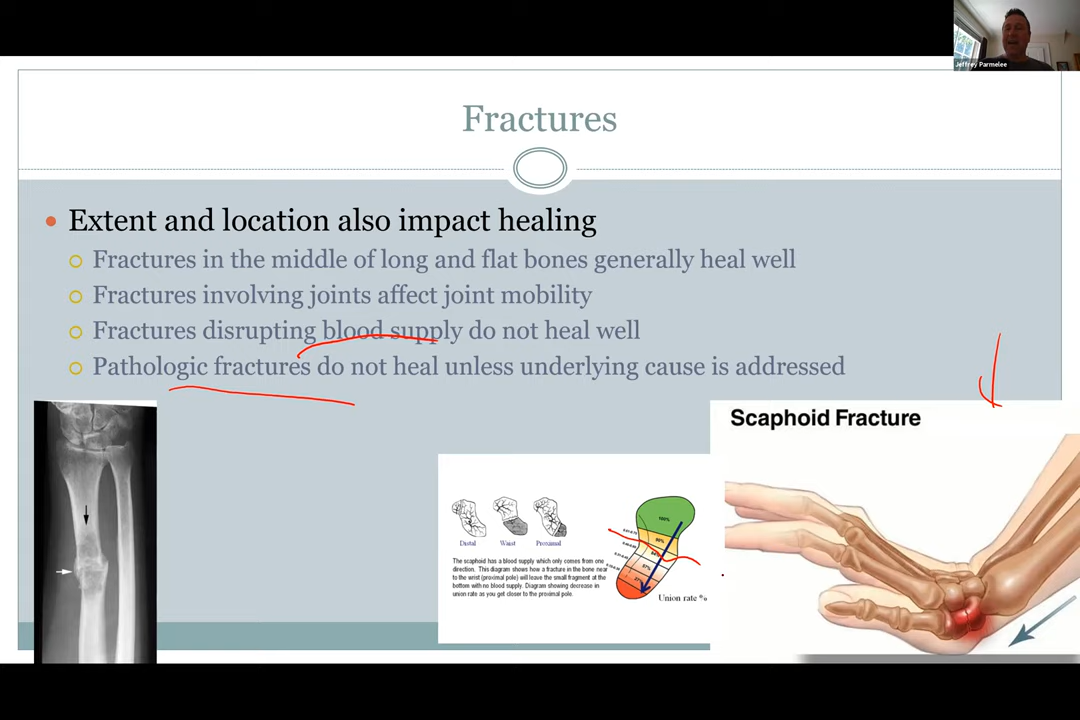 Jeffrey Parmelee
Fractures
Extent and location also impact healing
Fractures in the middle of long and flat bones generally heal well
Fractures involving joints affect joint mobility
Fractures disrupting blood supply do not heal well
Pathologic fractures do not heal unless underlying cause is addressed
Scaphoid Fracture
Distal
Waist
Proximal
100%
The scaphoid has a blood supply which only comes from one
direction. This diagram shows how a fracture in the bone near
to the wrist (proximal pole) will leave the small fragment at the
bottom with no blood supply. Diagram showing decrease in
union rate as you get closer to the proximal pole.
Union rate %